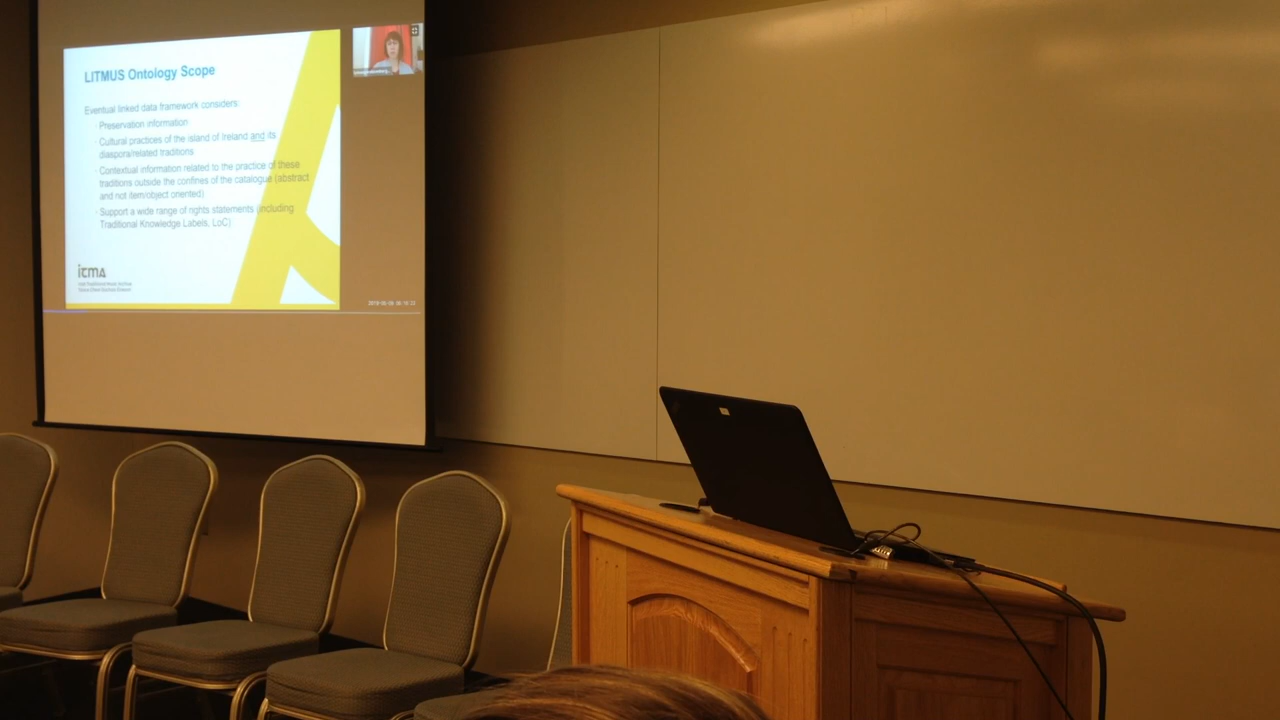 LITMUS Ontology Scope
Eventual linked data framework considers:
Preservation information
Cultural practices of the island of Ireland and its
diaspora/related traditions
Contextual information related to the practice of these
traditions outside the confines of the catalogue (abstract
and not item/object oriented)
Support a wide range of rights statements (including
Traditional Knowledge Labels, LoC)
itma